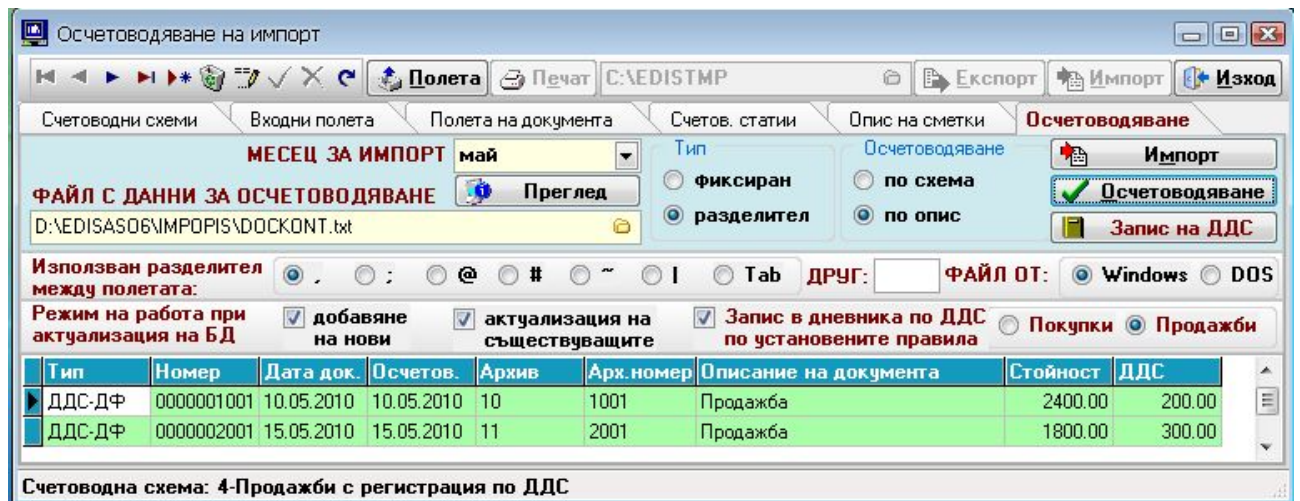 Осчетоводяване на импорт
Полета Печат C:\EDISTMP Експорт Импорт Изход
Счетоводни схеми Входни полета Полета на документа Счетов. статии Опис на сметки Осчетоводяване
МЕСЕЦ ЗА ИМПОРТ май Тип Осчетоводяване Импорт
ФАЙЛ С ДАННИ ЗА ОСЧЕТОВОДЯВАНЕ Преглед фиксиран по схема Осчетоводяване
D:\EDISASO6\IMPOPIS\DOCKONT.txt разделител по опис Запис на ДДС
Използван разделител
между полетата: , ; @ # ~ | Tab ДРУГ: ФАЙЛ ОТ: Windows DOS
Режим на работа при
актуализация на БД
добавяне
на нови
актуализация на
съществуващите
Запис в дневника по ДДС
по установените правила
Покупки Продажби
Тип Номер Дата док. Осчетов. Архив Арх.номер Описание на документа Стойност ДДС
ДДС-ДФ 0000001001 10.05.2010 10.05.2010 10 1001 Продажба 2400.00 200.00
ДДС-ДФ 0000002001 15.05.2010 15.05.2010 11 2001 Продажба 1800.00 300.00
Счетоводна схема: 4-Продажби с регистрация по ДДС